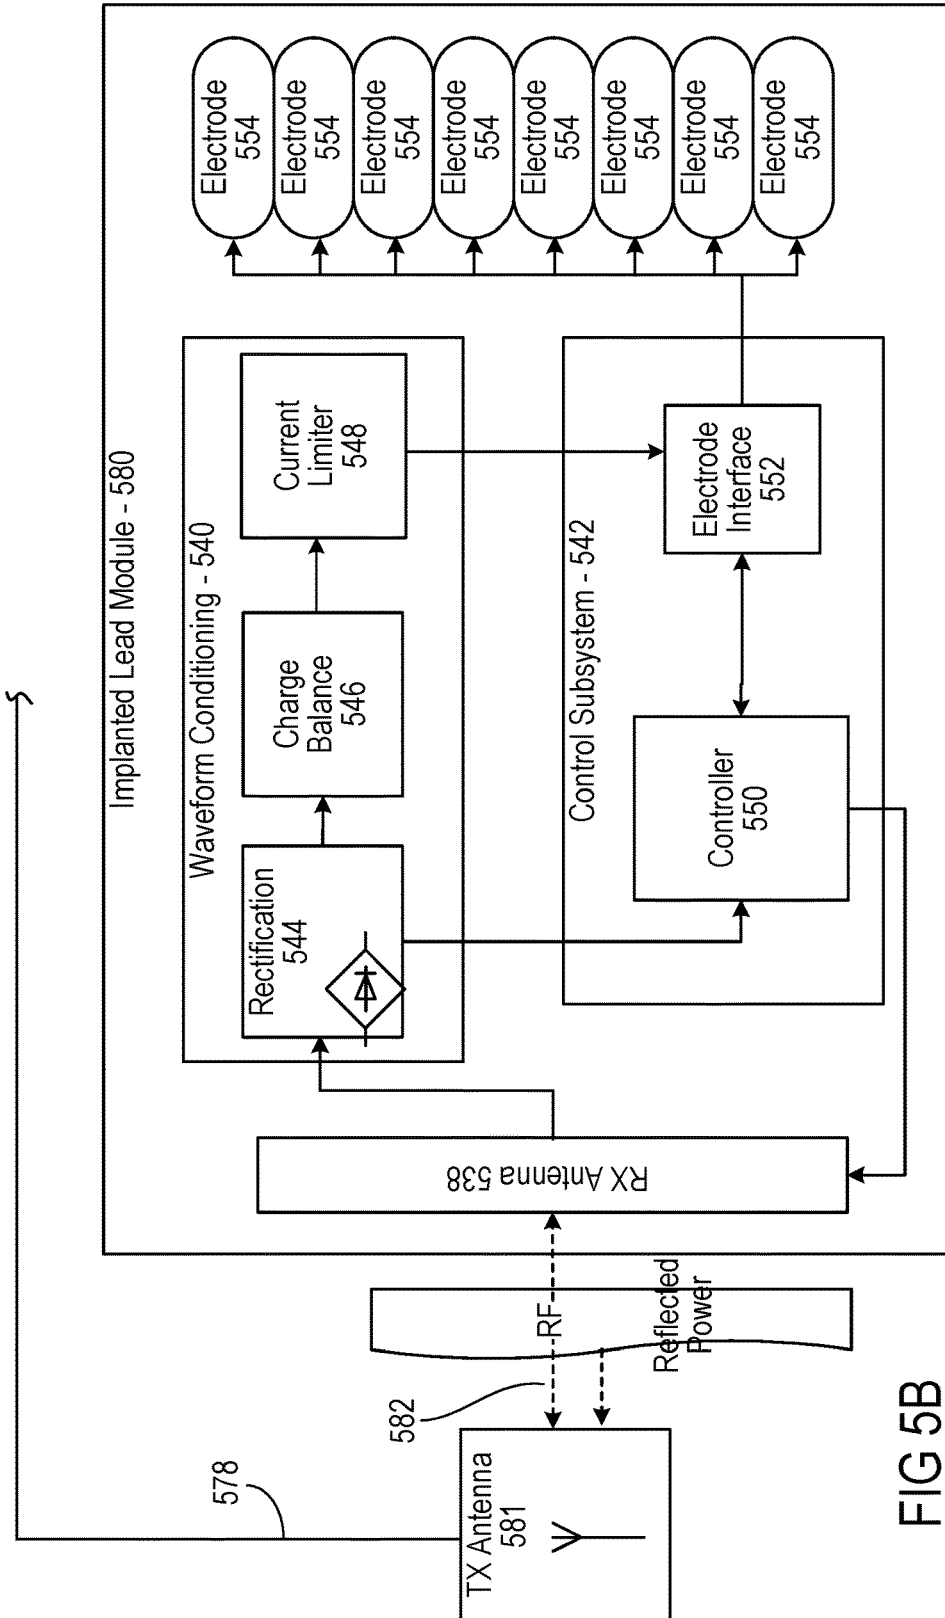 Implanted Lead Module - 580
Waveform Conditioning - 540
Rectification
544
Charge
Balance
546
Current
Limiter
548
Electrode
554
Electrode
554
Electrode
554
Electrode
554
Electrode
554
Electrode
554
Electrode
554
Electrode
554
Control Subsystem - 542
Controller
550
Electrode
Interface
552
RX Antenna 538
578
582
RF
Reflected
Power
TX Antenna
581
FIG 5B